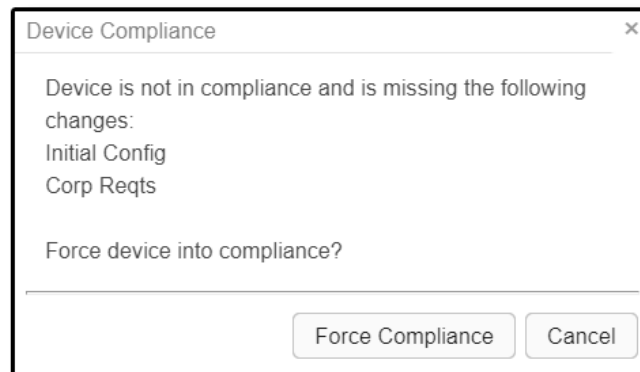 Device Compliance ×
Device is not in compliance and is missing the following
changes:
Initial Config
Corp Reqts
Force device into compliance?
Force Compliance Cancel